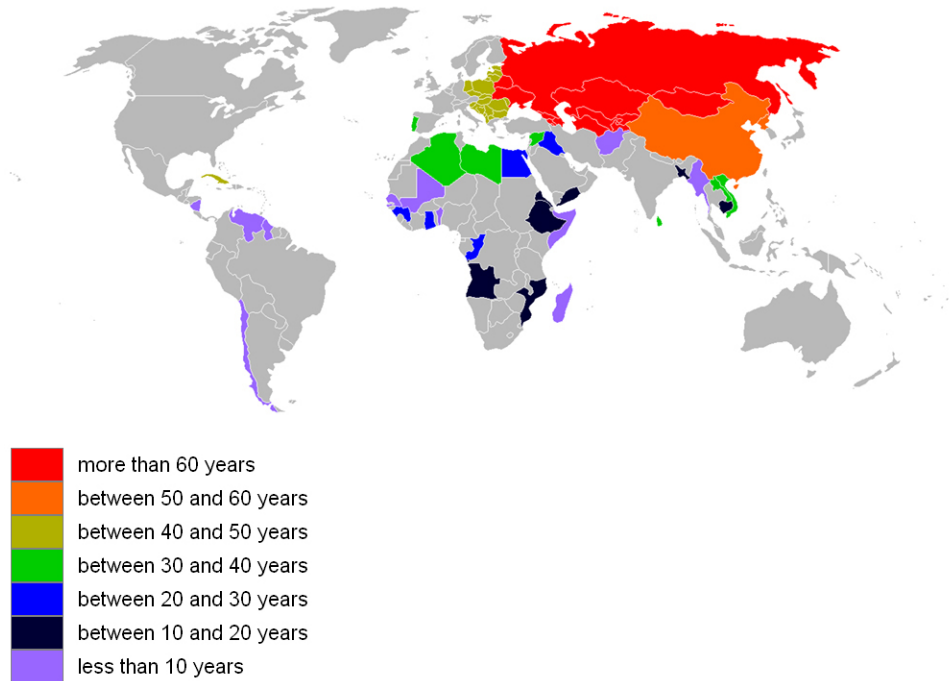 more than 60 years
between 50 and 60 years
between 40 and 50 years
between 30 and 40 years
between 20 and 30 years
between 10 and 20 years
less than 10 years